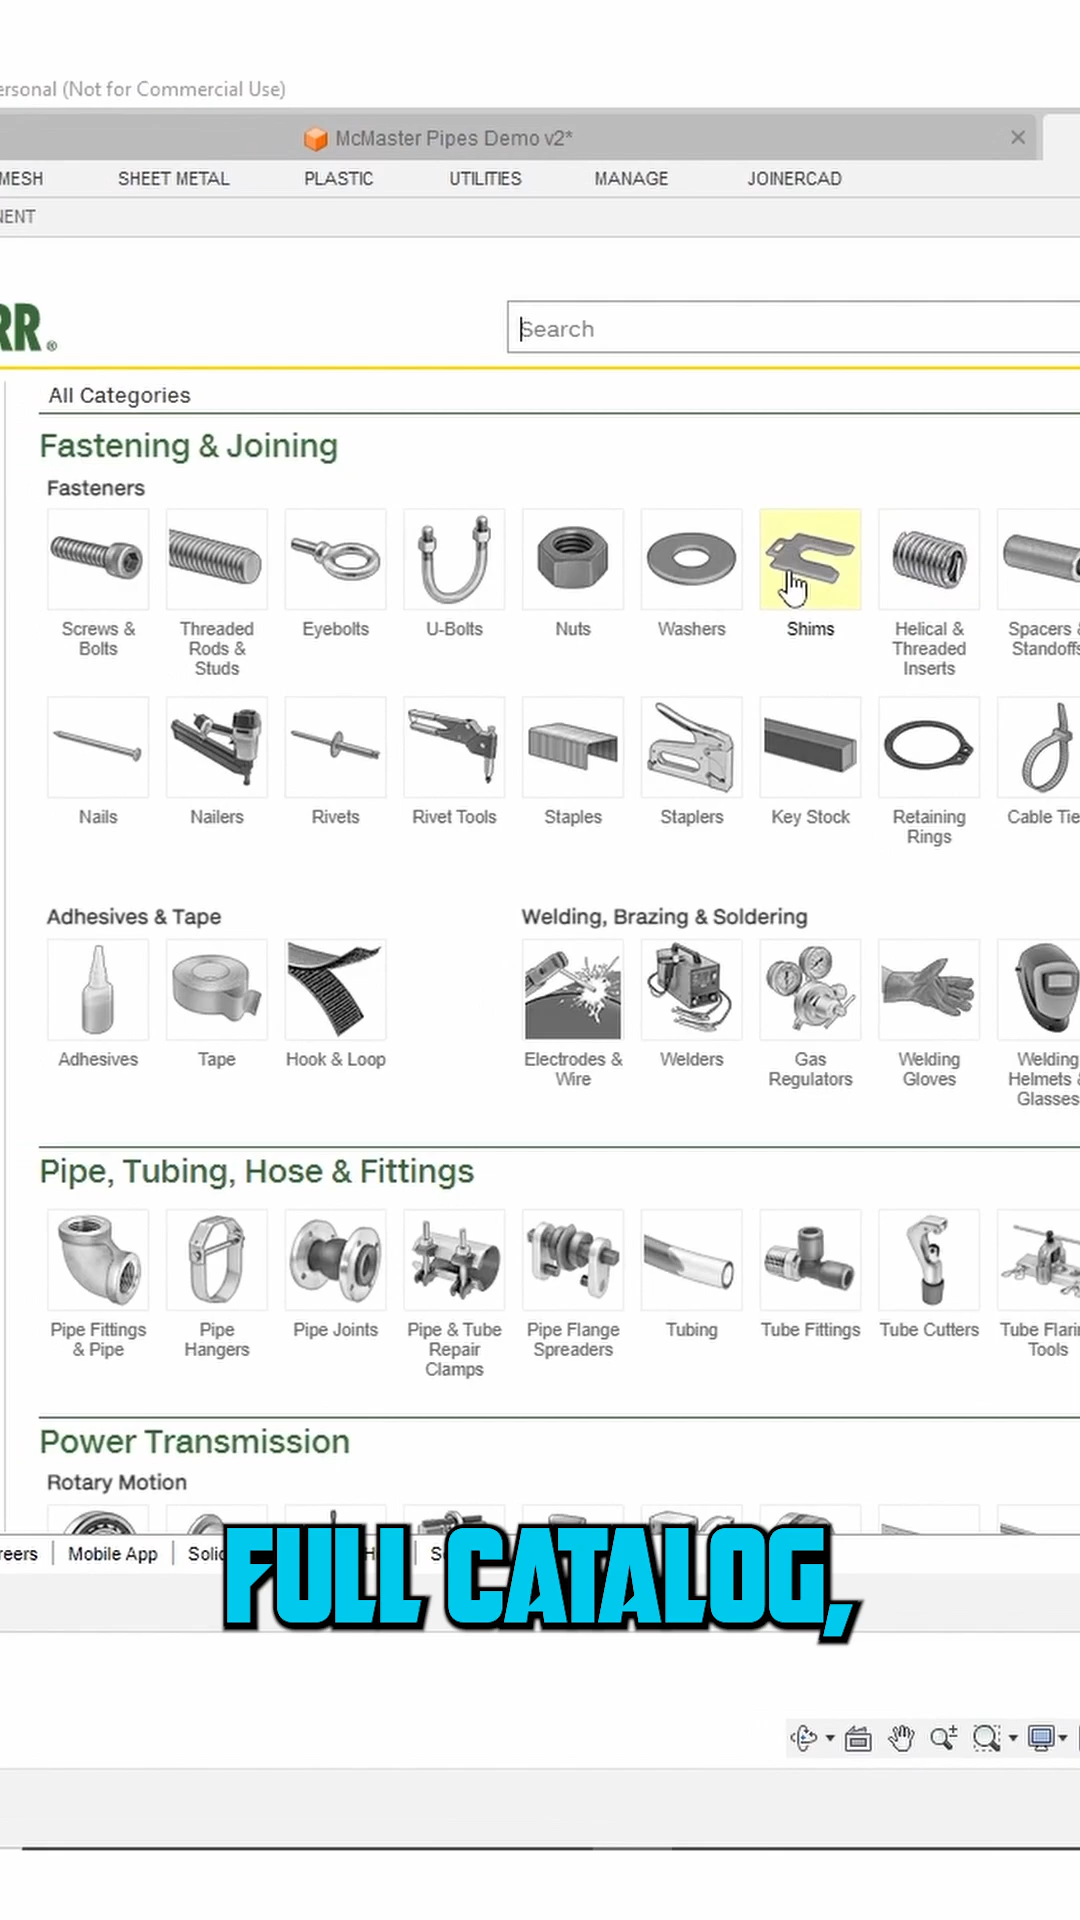 ersonal (Not for Commercial Use)
McMaster Pipes Demo v2*
MESH SHEET METAL PLASTIC UTILITIES MANAGE JOINERCAD
NENT
RR®
Search
All Categories
Fastening & Joining
Fasteners
Screws & Bolts
Threaded Rods & Studs
Eyebolts
U-Bolts
Nuts
Washers
Shims
Helical & Threaded Inserts
Spacers & Standoffs
Nails
Nailers
Rivets
Rivet Tools
Staples
Staplers
Key Stock
Retaining Rings
Cable Tie
Adhesives & Tape
Adhesives
Tape
Hook & Loop
Welding, Brazing & Soldering
Electrodes & Wire
Welders
Gas Regulators
Welding Gloves
Welding Helmets & Glasses
Pipe, Tubing, Hose & Fittings
Pipe Fittings & Pipe
Pipe Hangers
Pipe Joints
Pipe & Tube Repair Clamps
Pipe Flange Spreaders
Tubing
Tube Fittings
Tube Cutters
Tube Flarin Tools
Power Transmission
Rotary Motion
reers | Mobile App | Solid
FULL CATALOG,